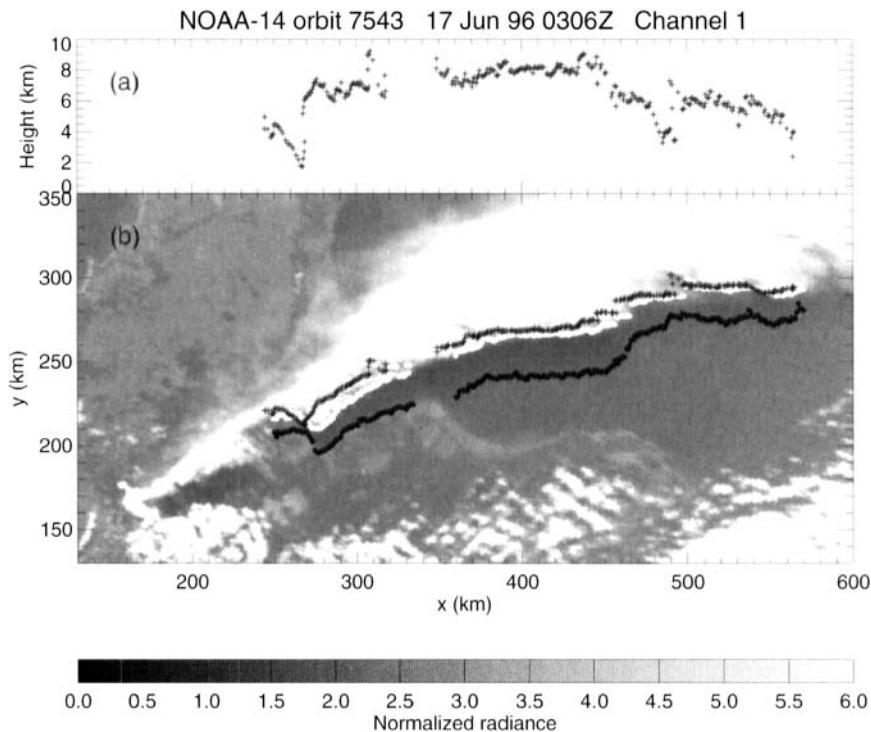 NOAA-14 orbit 7543 17 Jun 96 0306Z Channel 1
10
8
6
4
2
0
Height (km)
(a)
350
300
250
200
150
y (km)
(b)
200 300 400 500 600
x (km)
0.0 0.5 1.0 1.5 2.0 2.5 3.0 3.5 4.0 4.5 5.0 5.5 6.0
Normalized radiance